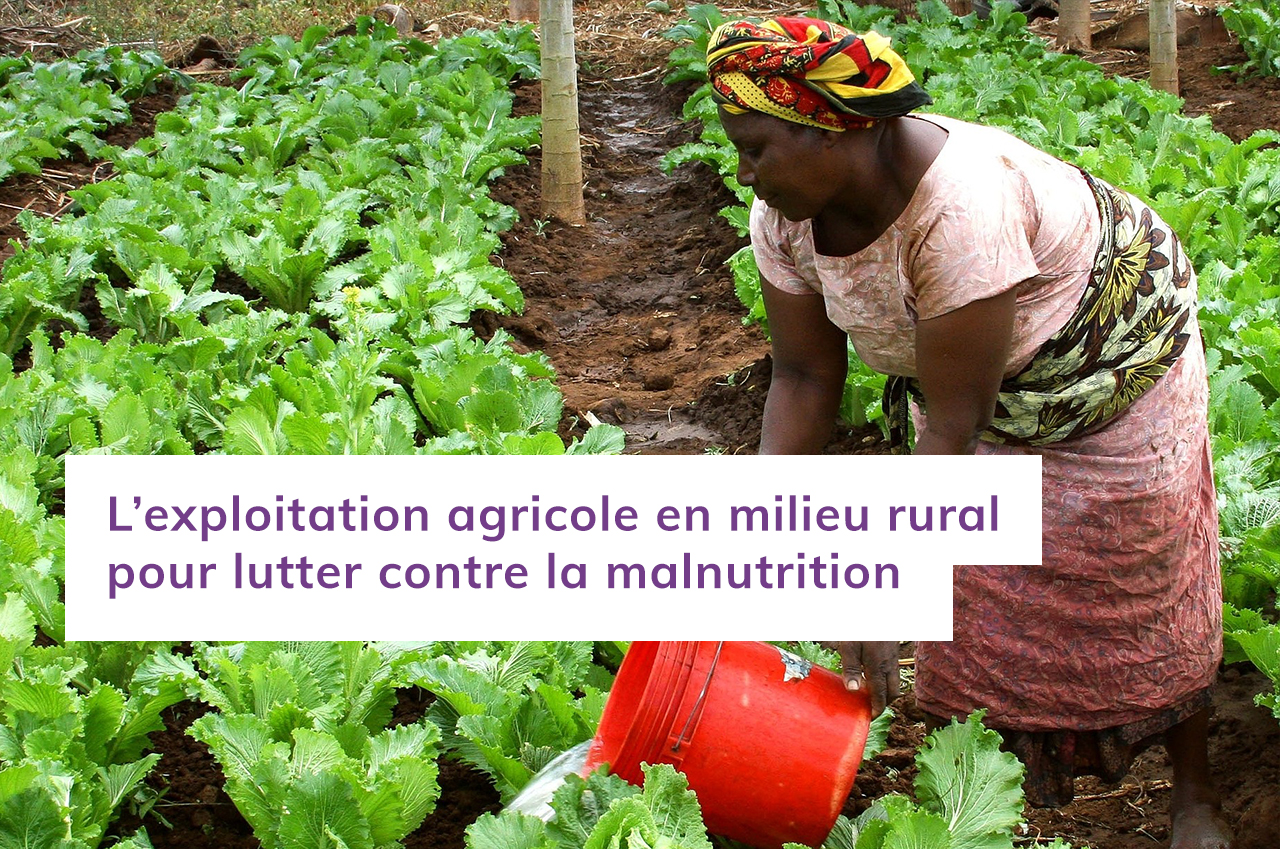 L’exploitation agricole en milieu rural
pour lutter contre la malnutrition